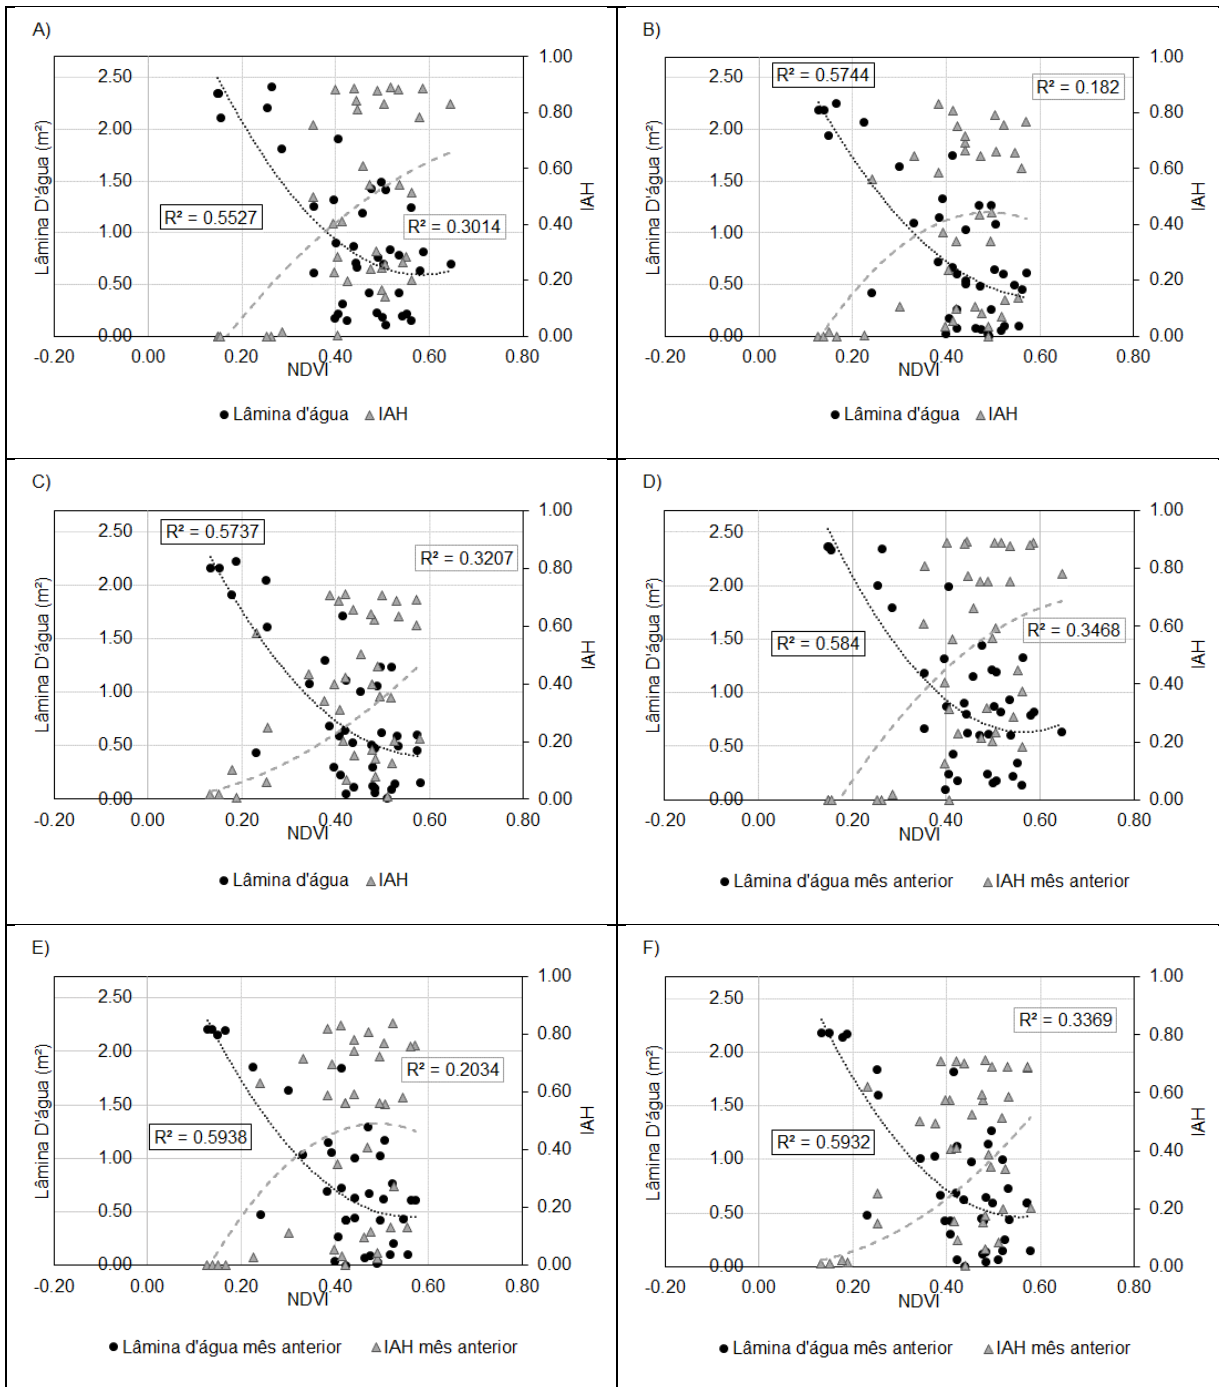 A)
1.00
2.50
0.80
2.00
0.60
1.50
R² = 0.5527
R² = 0.3014
0.40
1.00
0.20
0.50
0.00
0.00
-0.20 0.00 0.20 0.40 0.60 0.80
NDVI
Lâmina D'água (m²)
IAH
Lâmina d'água IAH
B)
1.00
R² = 0.5744
R² = 0.182
2.50
0.80
2.00
0.60
1.50
0.40
1.00
0.20
0.50
0.00
0.00
-0.20 0.00 0.20 0.40 0.60 0.80
NDVI
Lâmina D'água (m²)
IAH
Lâmina d'água IAH
C)
1.00
R² = 0.5737
R² = 0.3207
2.50
0.80
2.00
0.60
1.50
0.40
1.00
0.20
0.50
0.00
0.00
-0.20 0.00 0.20 0.40 0.60 0.80
NDVI
Lâmina D'água (m²)
IAH
Lâmina d'água IAH
D)
1.00
2.50
0.80
2.00
0.60
R² = 0.584
R² = 0.3468
1.50
0.40
1.00
0.20
0.50
0.00
0.00
-0.20 0.00 0.20 0.40 0.60 0.80
NDVI
Lâmina D'água (m²)
IAH
Lâmina d'água mês anterior IAH mês anterior
E)
1.00
2.50
0.80
2.00
R² = 0.2034
0.60
1.50
R² = 0.5938
0.40
1.00
0.20
0.50
0.00
0.00
-0.20 0.00 0.20 0.40 0.60 0.80
NDVI
Lâmina D'água (m²)
IAH
Lâmina d'água mês anterior IAH mês anterior
F)
1.00
R² = 0.3369
2.50
0.80
2.00
0.60
1.50
R² = 0.5932
0.40
1.00
0.20
0.50
0.00
0.00
-0.20 0.00 0.20 0.40 0.60 0.80
NDVI
Lâmina D'água (m²)
IAH
Lâmina d'água mês anterior IAH mês anterior